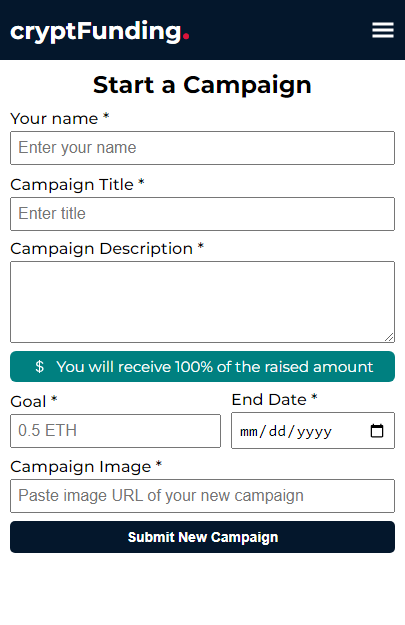 cryptFunding.
Start a Campaign
Your name *
Enter your name
Campaign Title *
Enter title
Campaign Description *
$ You will receive 100% of the raised amount
Goal *
0.5 ETH
End Date *
mm/dd/yyyy
Campaign Image *
Paste image URL of your new campaign
Submit New Campaign